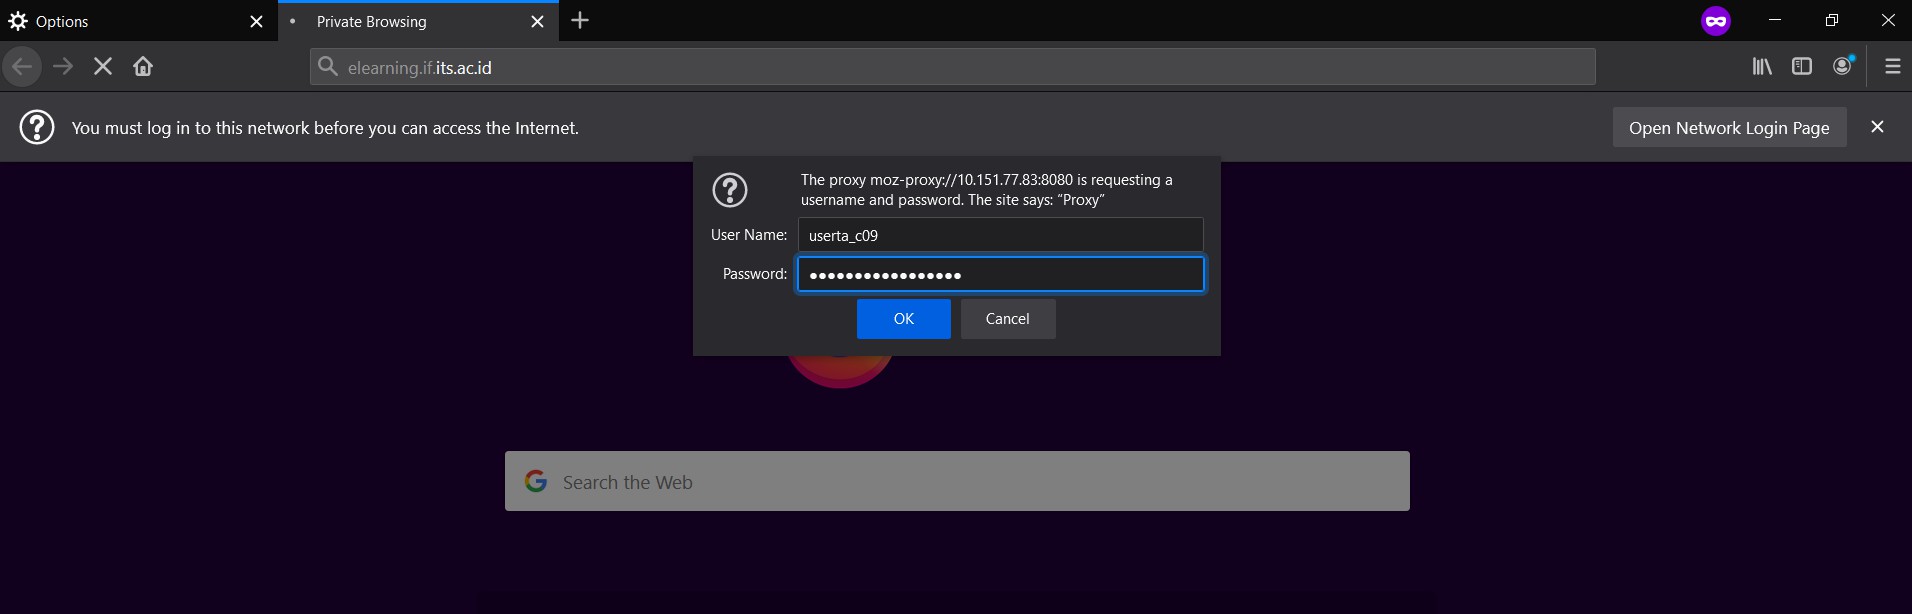 Options
Private Browsing
elearning.if.its.ac.id
You must log in to this network before you can access the Internet.
Open Network Login Page
The proxy moz-proxy://10.151.77.83:8080 is requesting a
username and password. The site says: “Proxy”
User Name:
userta_c09
Password:
•••••••••••••••••
OK
Cancel
Search the Web